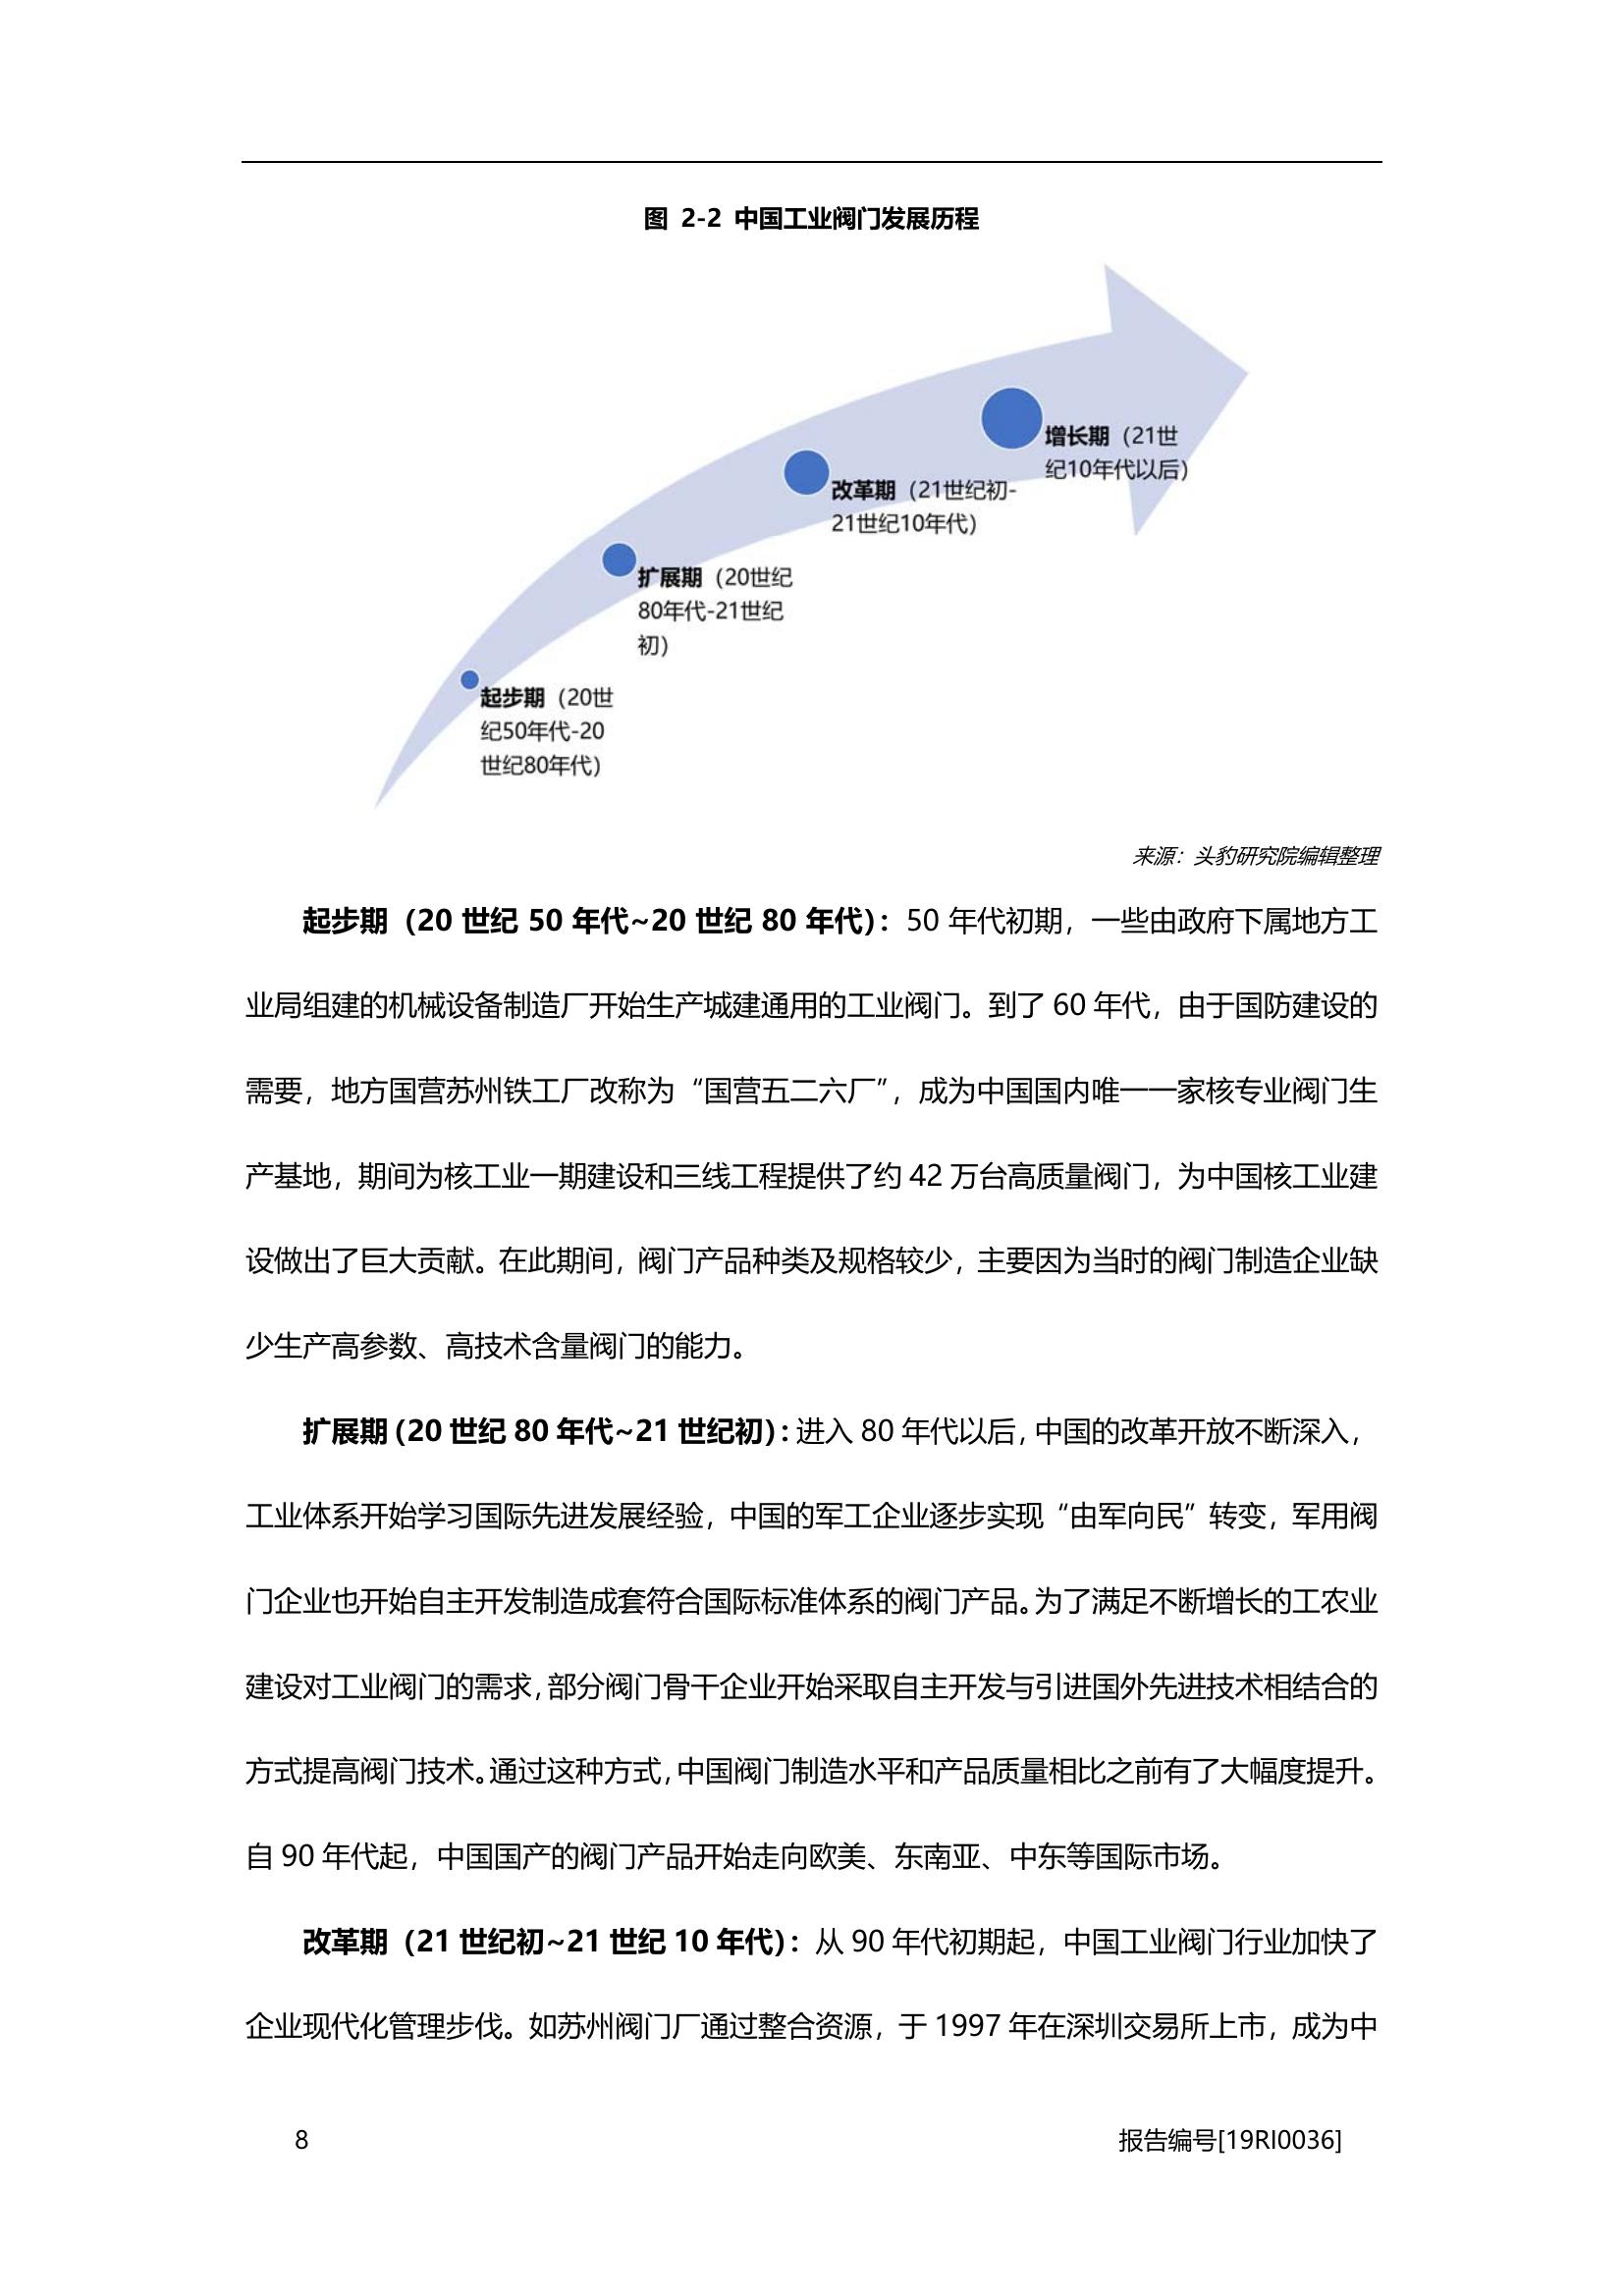 图 2-2 中国工业阀门发展历程
增长期（21世
纪10年代以后）
改革期（21世纪初-
21世纪10年代）
扩展期（20世纪
80年代-21世纪
初）
起步期（20世
纪50年代-20
世纪80年代）
来源：头豹研究院编辑整理
起步期（20 世纪 50 年代~20 世纪 80 年代）：50 年代初期，一些由政府下属地方工
业局组建的机械设备制造厂开始生产城建通用的工业阀门。到了 60 年代，由于国防建设的
需要，地方国营苏州铁工厂改称为“国营五二六厂”，成为中国国内唯一一家核专业阀门生
产基地，期间为核工业一期建设和三线工程提供了约 42 万台高质量阀门，为中国核工业建
设做出了巨大贡献。在此期间，阀门产品种类及规格较少，主要因为当时的阀门制造企业缺
少生产高参数、高技术含量阀门的能力。
扩展期（20 世纪 80 年代~21 世纪初）：进入 80 年代以后，中国的改革开放不断深入，
工业体系开始学习国际先进发展经验，中国的军工企业逐步实现“由军向民”转变，军用阀
门企业也开始自主开发制造成套符合国际标准体系的阀门产品。为了满足不断增长的工农业
建设对工业阀门的需求，部分阀门骨干企业开始采取自主开发与引进国外先进技术相结合的
方式提高阀门技术。通过这种方式，中国阀门制造水平和产品质量相比之前有了大幅度提升。
自 90 年代起，中国国产的阀门产品开始走向欧美、东南亚、中东等国际市场。
改革期（21 世纪初~21 世纪 10 年代）：从 90 年代初期起，中国工业阀门行业加快了
企业现代化管理步伐。如苏州阀门厂通过整合资源，于 1997 年在深圳交易所上市，成为中
8
报告编号[19RI0036]